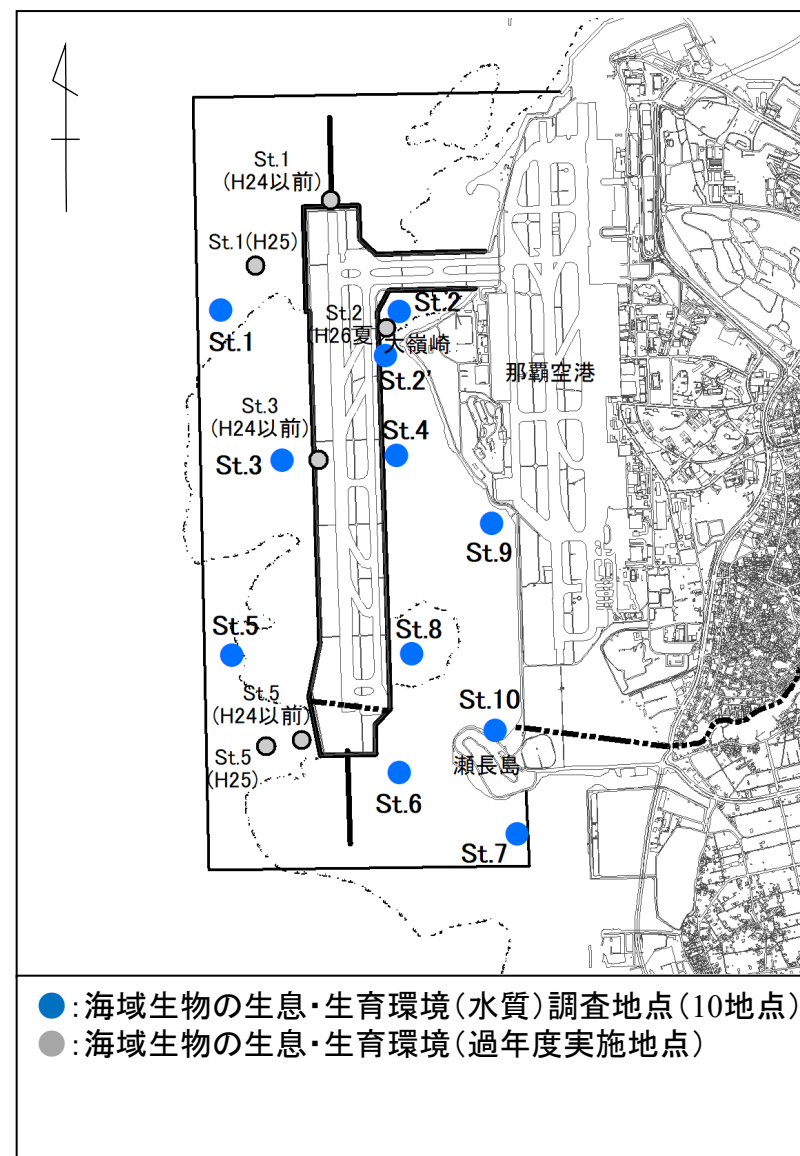 St.1
(H24以前)
St.1(H25)
St.1
St.2
St.2
(H26夏)
大嶺崎
St.2'
那覇空港
St.3
(H24以前)
St.3
St.4
St.9
St.5
St.8
St.5
(H24以前)
St.5
(H25)
St.10
瀬長島
St.6
St.7
●:海域生物の生息・生育環境(水質)調査地点(10地点)
●:海域生物の生息・生育環境(過年度実施地点)